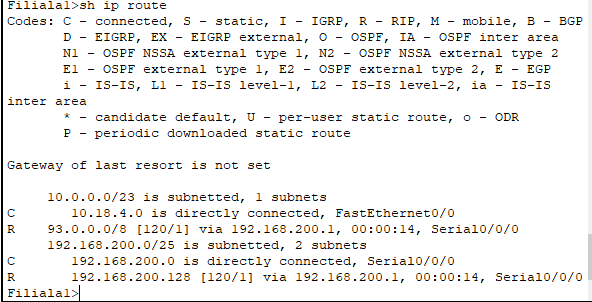 Filialal>sh ip route
Codes: C - connected, S - static, I - IGRP, R - RIP, M - mobile, B - BGP
       D - EIGRP, EX - EIGRP external, O - OSPF, IA - OSPF inter area
       N1 - OSPF NSSA external type 1, N2 - OSPF NSSA external type 2
       E1 - OSPF external type 1, E2 - OSPF external type 2, E - EGP
       i - IS-IS, L1 - IS-IS level-1, L2 - IS-IS level-2, ia - IS-IS
inter area
       * - candidate default, U - per-user static route, o - ODR
       P - periodic downloaded static route

Gateway of last resort is not set

     10.0.0.0/23 is subnetted, 1 subnets
C       10.18.4.0 is directly connected, FastEthernet0/0
R    93.0.0.0/8 [120/1] via 192.168.200.1, 00:00:14, Serial0/0/0
     192.168.200.0/25 is subnetted, 2 subnets
C       192.168.200.0 is directly connected, Serial0/0/0
R       192.168.200.128 [120/1] via 192.168.200.1, 00:00:14, Serial0/0/0
Filialal>